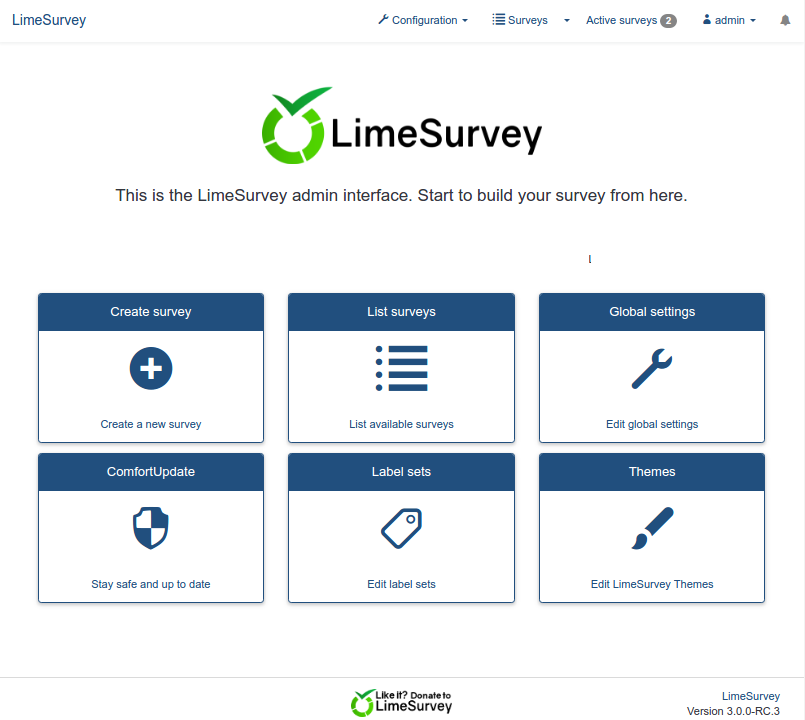 LimeSurvey Configuration Surveys Active surveys 2 admin
LimeSurvey
This is the LimeSurvey admin interface. Start to build your survey from here.
Create survey List surveys Global settings
Create a new survey List available surveys Edit global settings
ComfortUpdate Label sets Themes
Stay safe and up to date Edit label sets Edit LimeSurvey Themes
Like it? Donate to
LimeSurvey
LimeSurvey
Version 3.0.0-RC.3